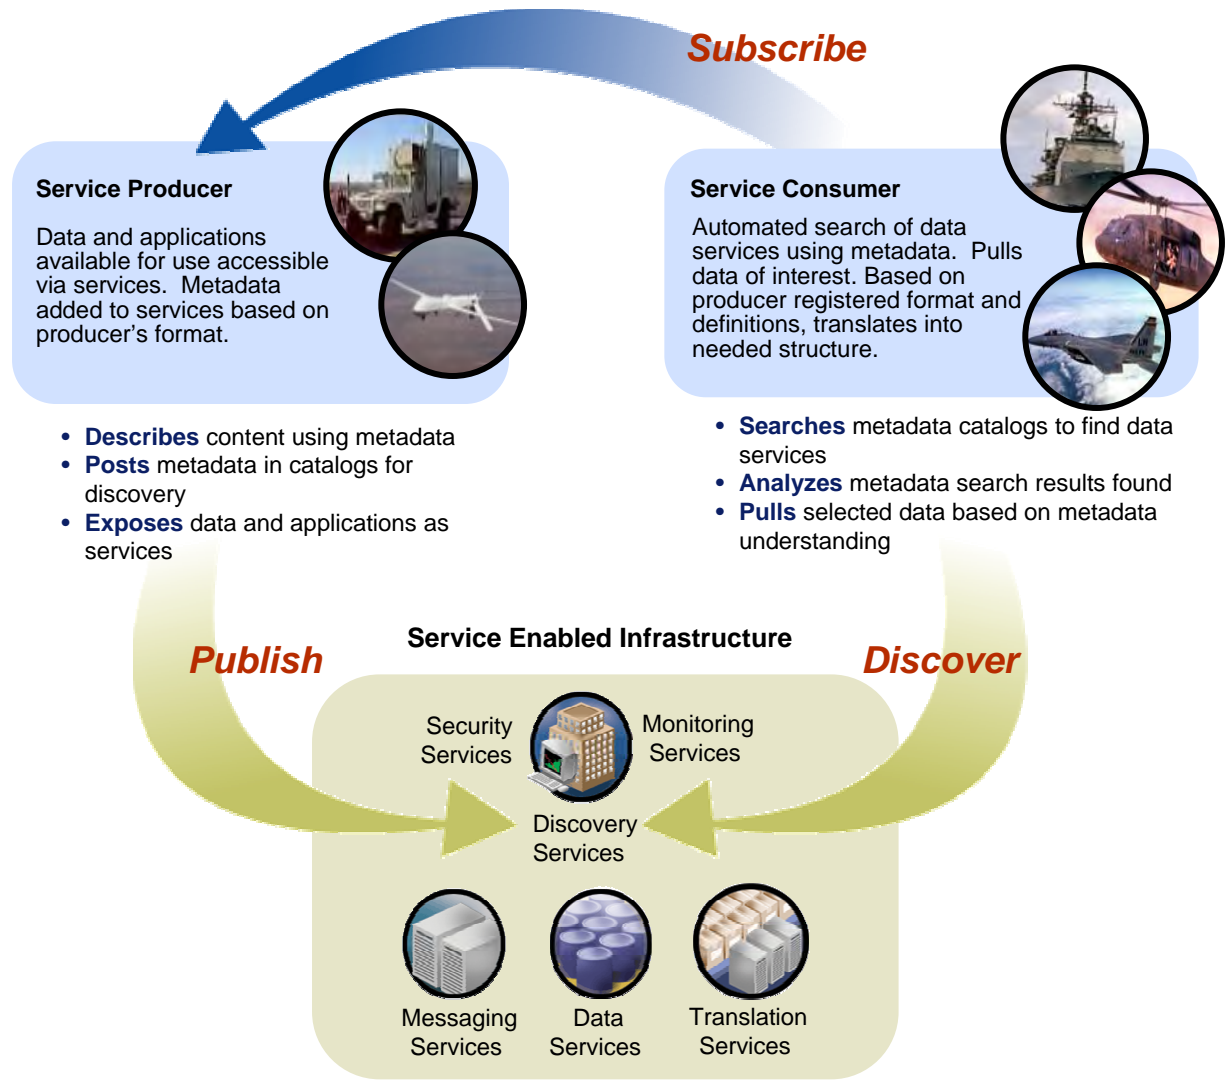 Subscribe
Service Producer
Data and applications
available for use accessible
via services.  Metadata
added to services based on
producer's format.
Service Consumer
Automated search of data
services using metadata.  Pulls
data of interest. Based on
producer registered format and
definitions, translates into
needed structure.
• Describes content using metadata
• Posts metadata in catalogs for
discovery
• Exposes data and applications as
services
• Searches metadata catalogs to find data
services
• Analyzes metadata search results found
• Pulls selected data based on metadata
understanding
Publish
Service Enabled Infrastructure
Discover
Security
Services
Monitoring
Services
Discovery
Services
Messaging
Services
Data
Services
Translation
Services